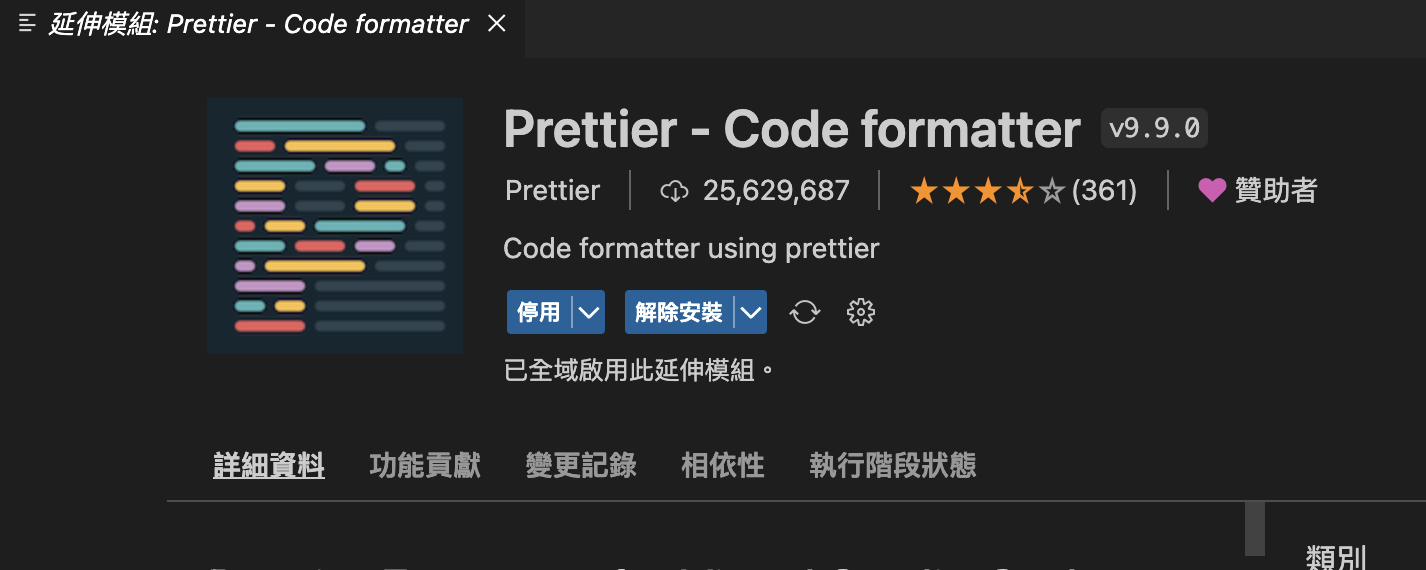 延伸模組: Prettier - Code formatter
Prettier - Code formatter v9.9.0
Prettier 25,629,687 (361) 贊助者
Code formatter using prettier
停用 解除安裝
已全域啟用此延伸模組。
詳細資料 功能貢獻 變更記錄 相依性 執行階段狀態
類別